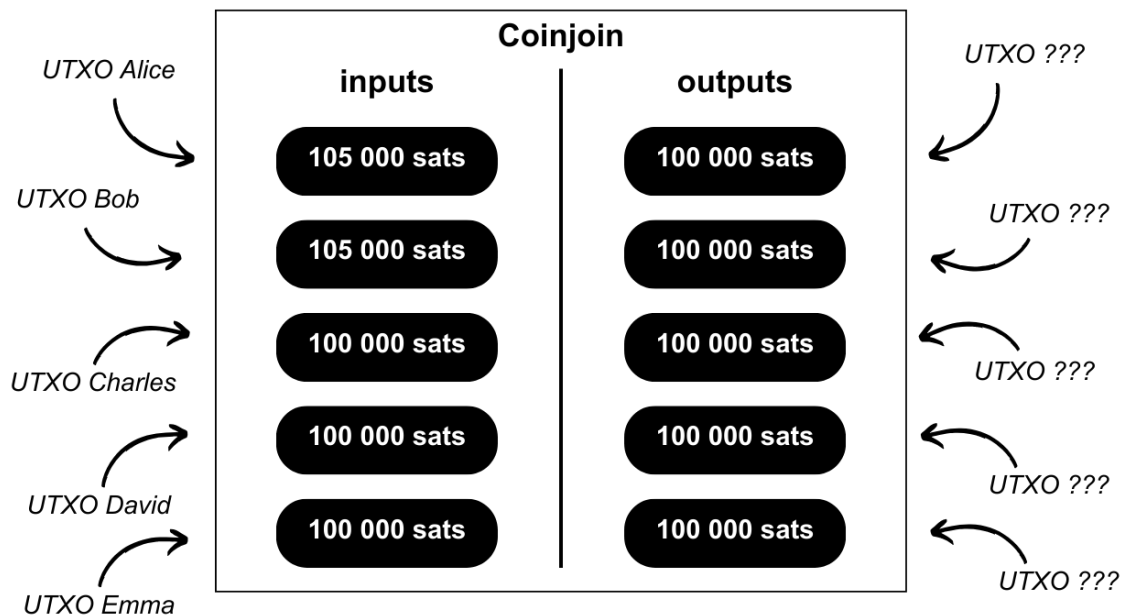 Coinjoin
inputs
outputs
UTXO Alice
105 000 sats
100 000 sats
UTXO ???
UTXO Bob
105 000 sats
100 000 sats
UTXO ???
UTXO Charles
100 000 sats
100 000 sats
UTXO ???
UTXO David
100 000 sats
100 000 sats
UTXO ???
UTXO Emma
100 000 sats
100 000 sats
UTXO ???